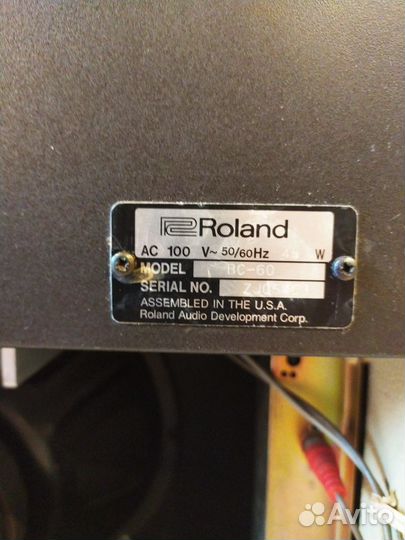 Roland
AC 100 V~ 50/60Hz W
MODEL BC-60
SERIAL NO.
ASSEMBLED IN THE U.S.A.
Roland Audio Development Corp.
Avito